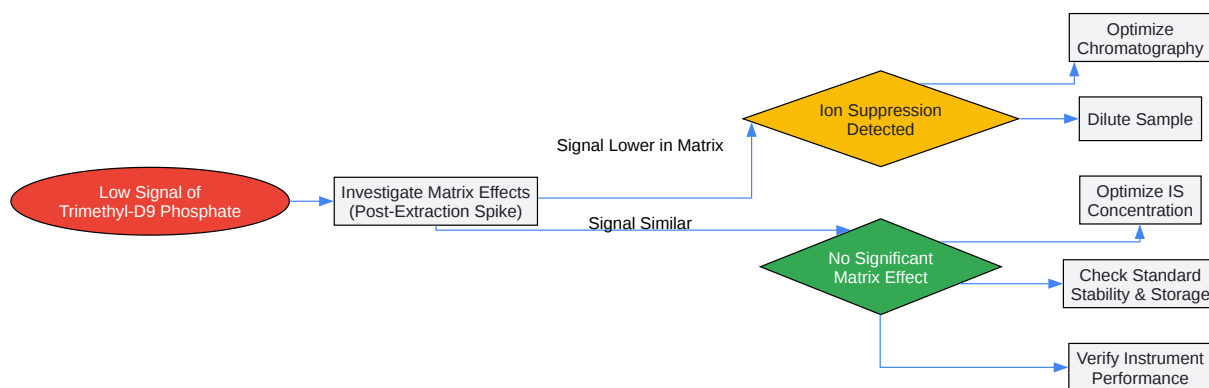 Low Signal of
Trimethyl-D9 Phosphate
Investigate Matrix Effects
(Post-Extraction Spike)
Signal Lower in Matrix
Signal Similar
Ion Suppression
Detected
No Significant
Matrix Effect
Optimize
Chromatography
Dilute Sample
Optimize IS
Concentration
Check Standard
Stability & Storage
Verify Instrument
Performance